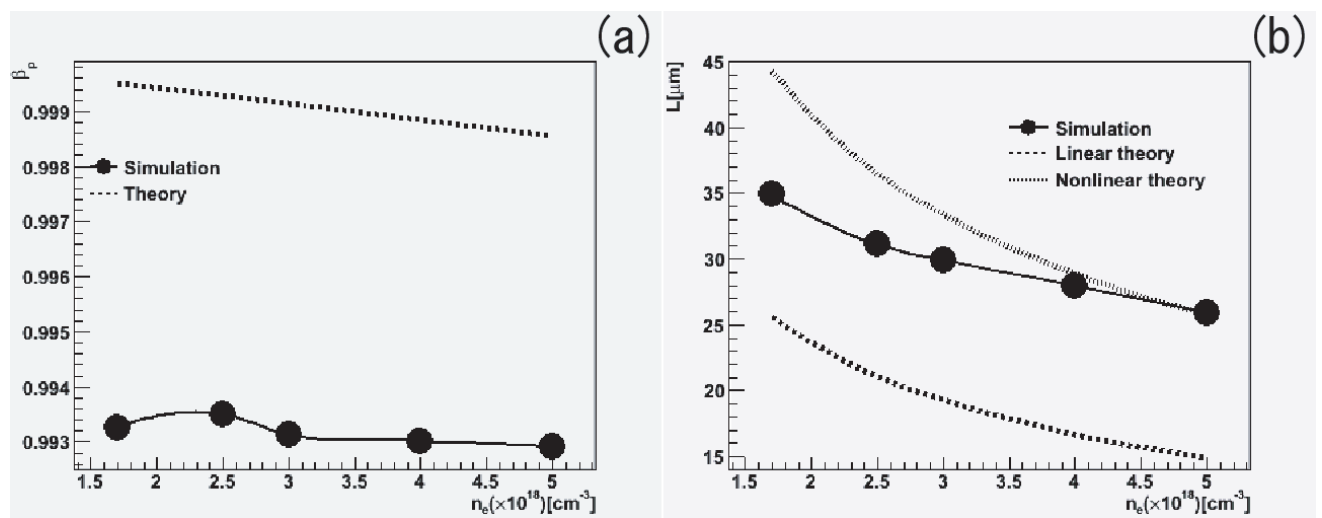 (a)
β_p
0.999
0.998
0.997
0.996
0.995
0.994
0.993
Simulation
Theory
1.5 2 2.5 3 3.5 4 4.5 5
n_e(×10^18)[cm^-3]
(b)
L[μm]
45
40
35
30
25
20
15
Simulation
Linear theory
Nonlinear theory
1.5 2 2.5 3 3.5 4 4.5 5
n_e(×10^18)[cm^-3]